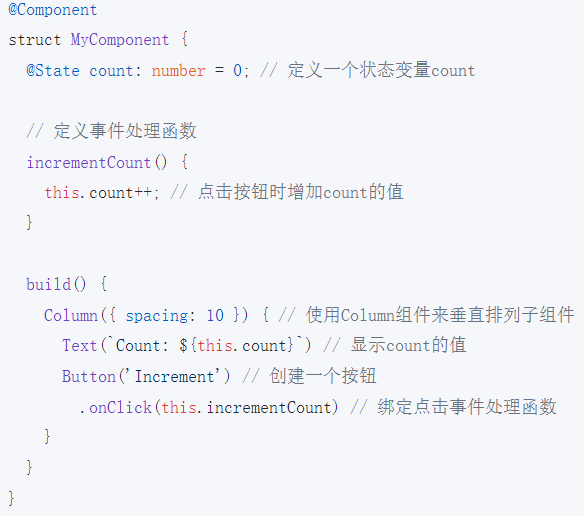 @Component
struct MyComponent {
  @State count: number = 0; // 定义一个状态变量count

  // 定义事件处理函数
  incrementCount() {
    this.count++; // 点击按钮时增加count的值
  }

  build() {
    Column({ spacing: 10 }) { // 使用Column组件来垂直排列子组件
      Text(`Count: ${this.count}`) // 显示count的值
      Button('Increment') // 创建一个按钮
        .onClick(this.incrementCount) // 绑定点击事件处理函数
    }
  }
}